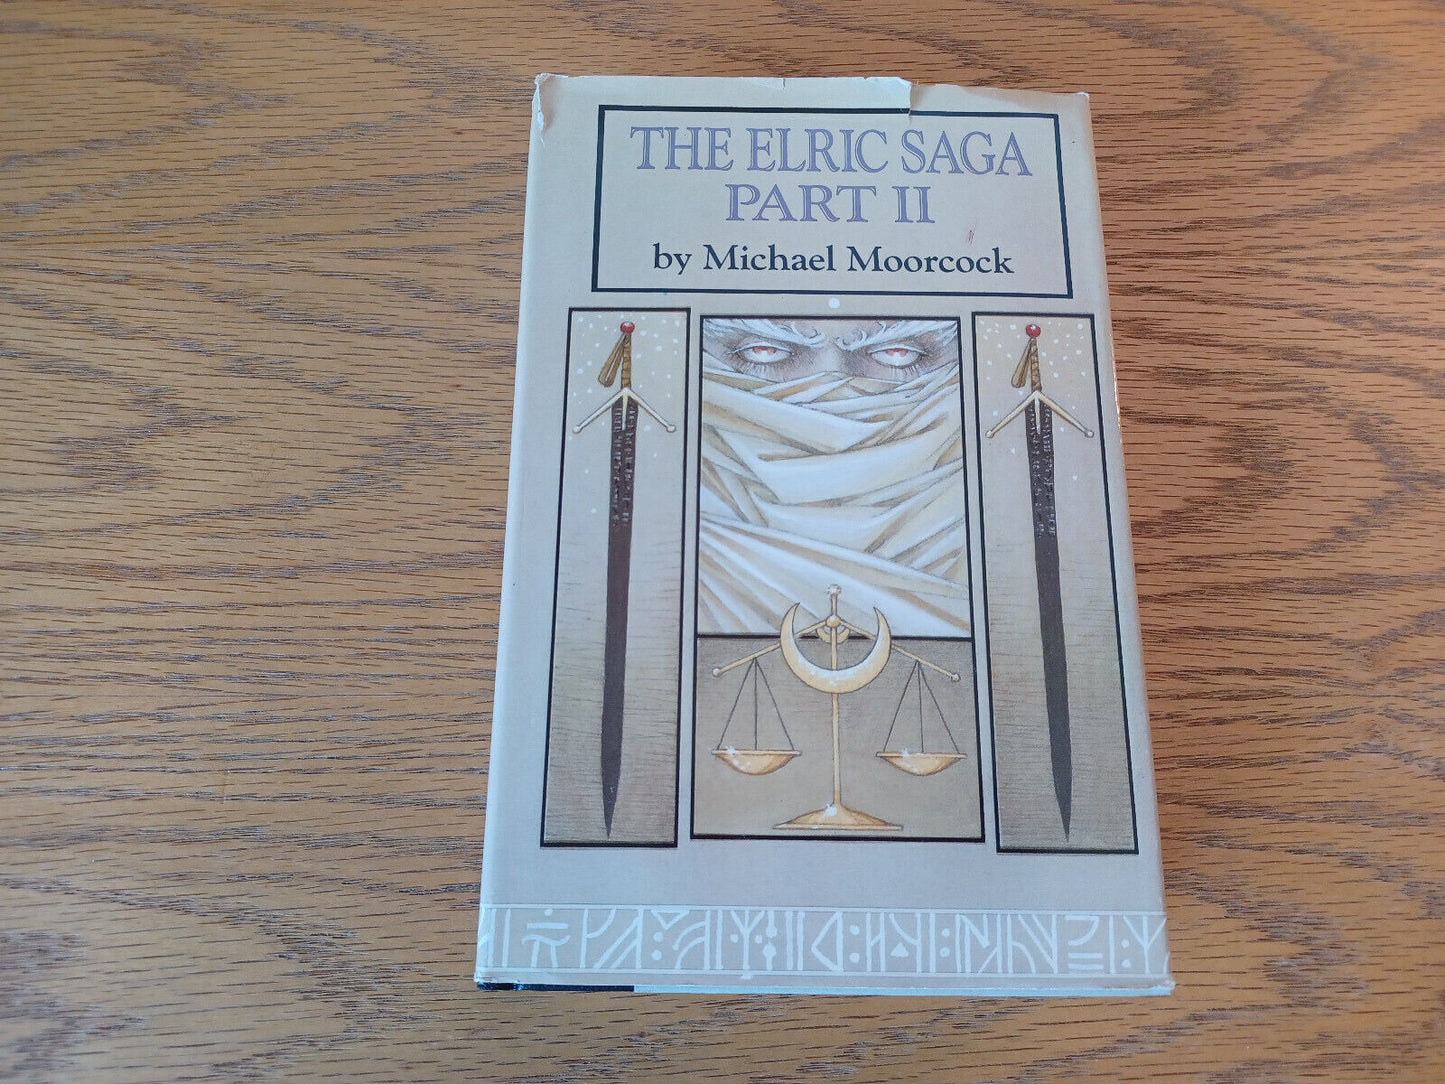 THE ELRIC SAGA
PART II
by Michael Moorcock